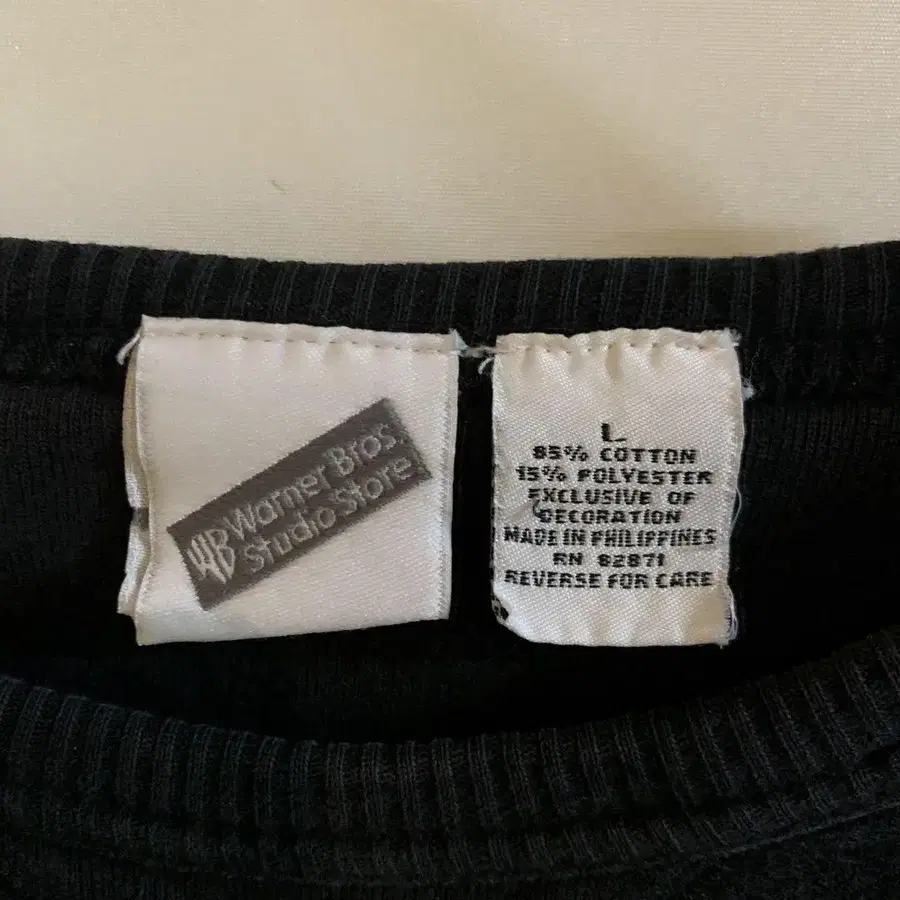 WB Warner Bros.
Studio Store
L
85% COTTON
15% POLYESTER
EXCLUSIVE OF
DECORATION
MADE IN PHILIPPINES
RN 82871
REVERSE FOR CARE